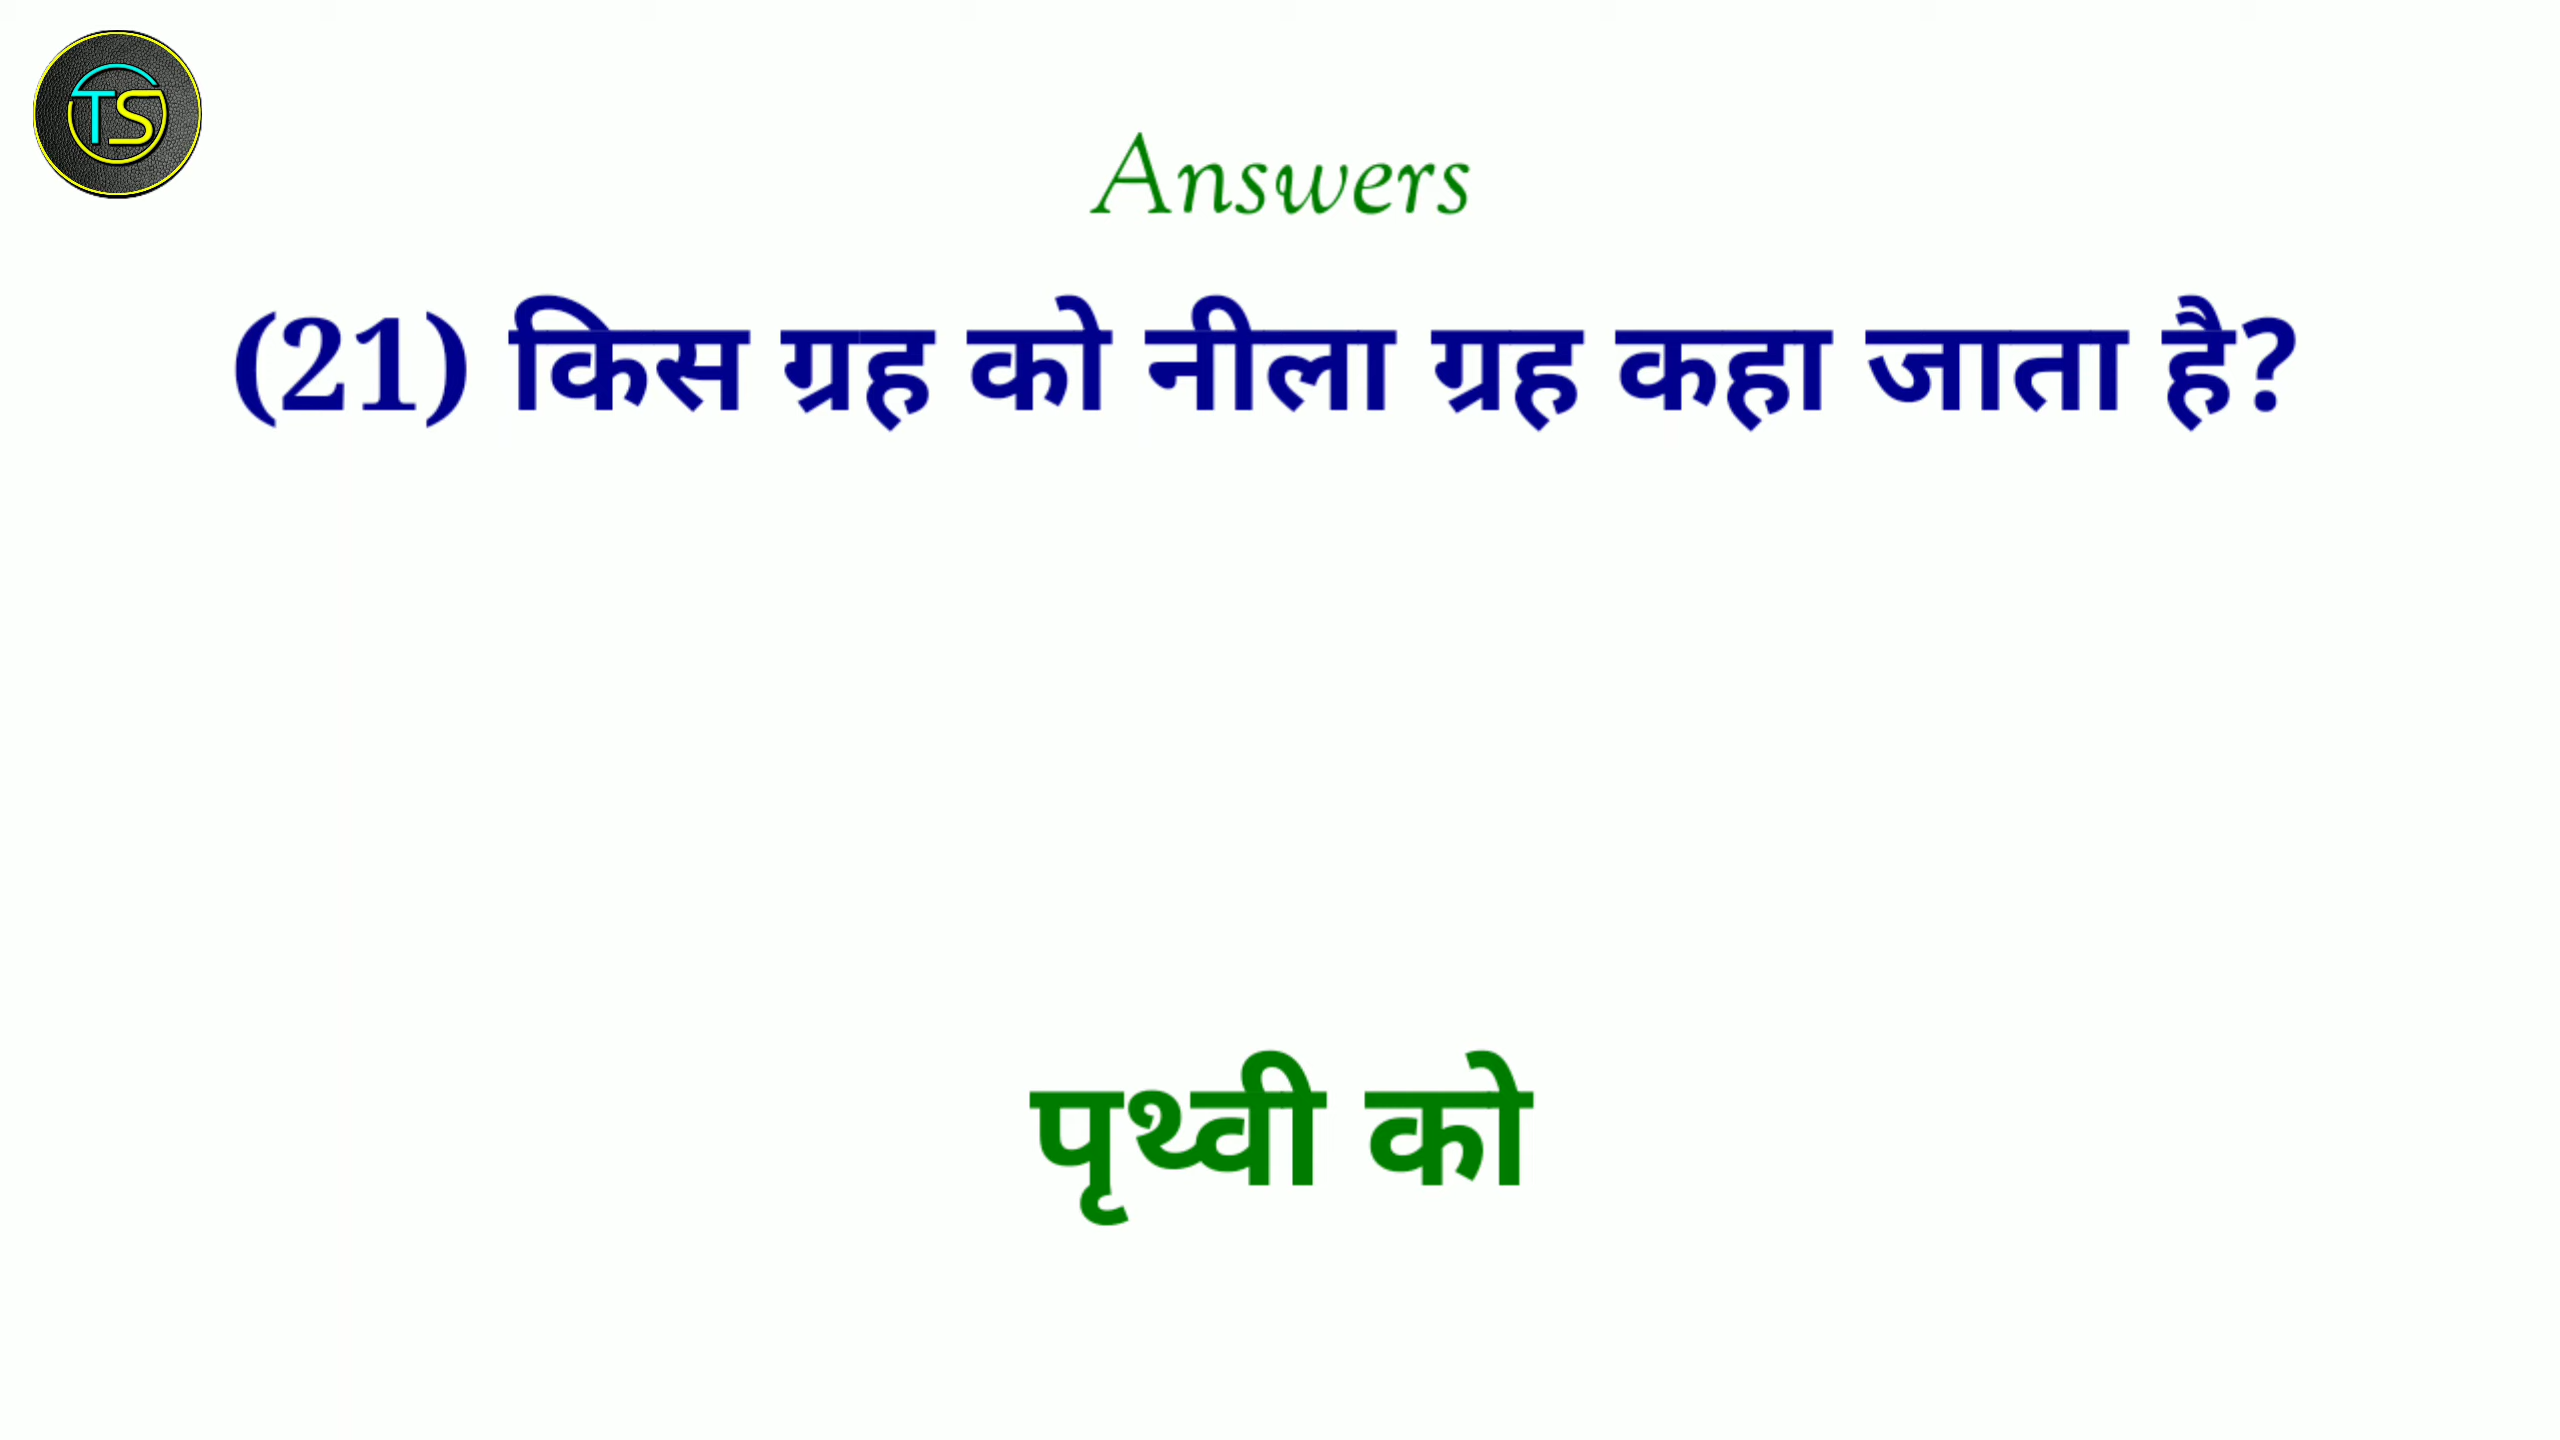 TS
Answers
(21) किस ग्रह को नीला ग्रह कहा जाता है?
पृथ्वी को